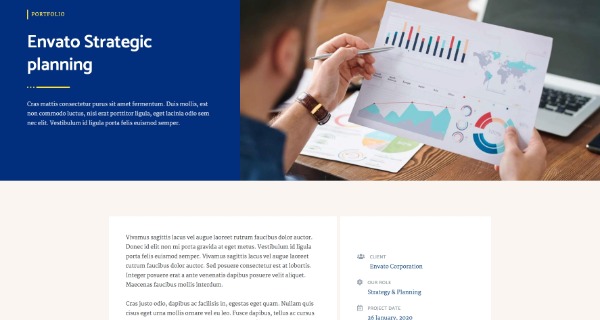 PORTFOLIO
Envato Strategic
planning
Cras mattis consectetur purus sit amet fermentum. Duis mollis, est
non commodo luctus, nisi erat porttitor ligula, eget lacinia odio sem
nec elit. Vestibulum id ligula porta felis euismod semper.
Vivamus sagittis lacus vel augue laoreet rutrum faucibus dolor auctor.
Donec id elit non mi porta gravida at eget metus. Vestibulum id ligula
porta felis euismod semper. Vivamus sagittis lacus vel augue laoreet
rutrum faucibus dolor auctor. Sed posuere consectetur est at lobortis.
Integer posuere erat a ante venenatis dapibus posuere velit aliquet.
Maecenas faucibus mollis interdum.
Cras justo odio, dapibus ac facilisis in, egestas eget quam. Nullam quis
risus eget urna mollis ornare vel eu leo. Fusce dapibus, tellus ac cursus
CLIENT
Envato Corporation
OUR ROLE
Strategy & Planning
PROJECT DATE
26 January, 2020